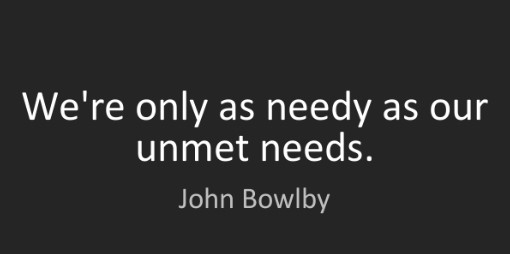 We're only as needy as our
unmet needs.
John Bowlby